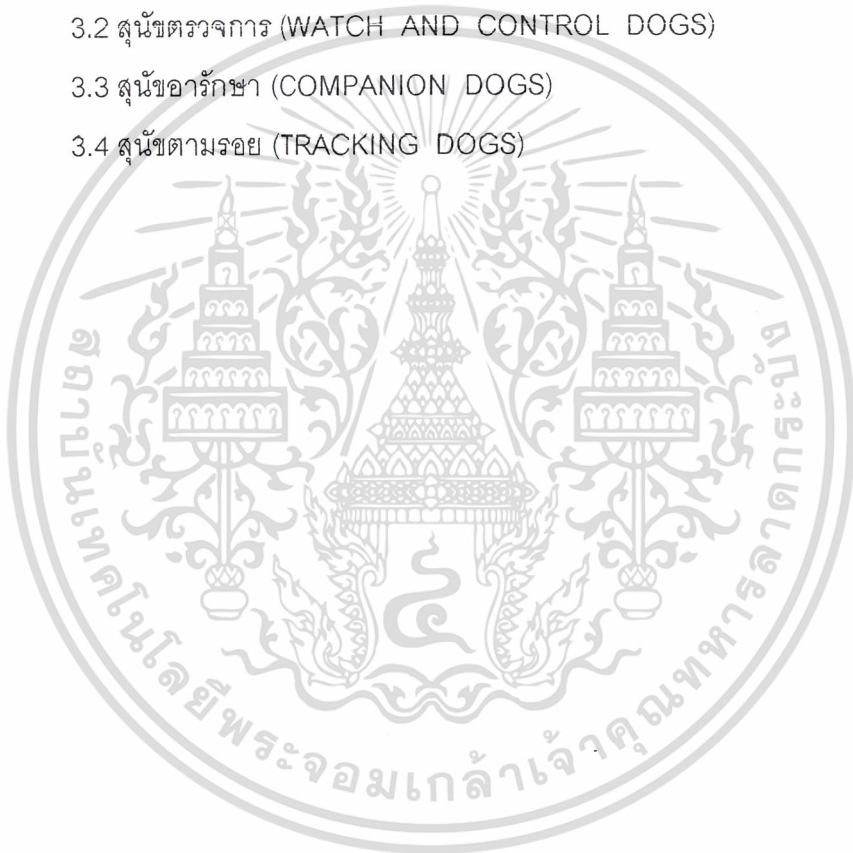 3.2 สุนัขตรวจการ (WATCH AND CONTROL DOGS)
3.3 สุนัขอารักษา (COMPANION DOGS)
3.4 สุนัขตามรอย (TRACKING DOGS)
สถาบันเทคโนโลยีพระจอมเกล้าเจ้าคุณทหารลาดกระบัง